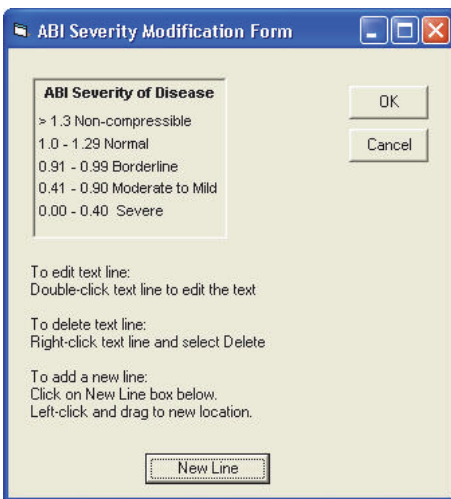 ABI Severity Modification Form
ABI Severity of Disease
> 1.3 Non-compressible
1.0 - 1.29 Normal
0.91 - 0.99 Borderline
0.41 - 0.90 Moderate to Mild
0.00 - 0.40 Severe
OK
Cancel
To edit text line:
Double-click text line to edit the text
To delete text line:
Right-click text line and select Delete
To add a new line:
Click on New Line box below.
Left-click and drag to new location.
New Line